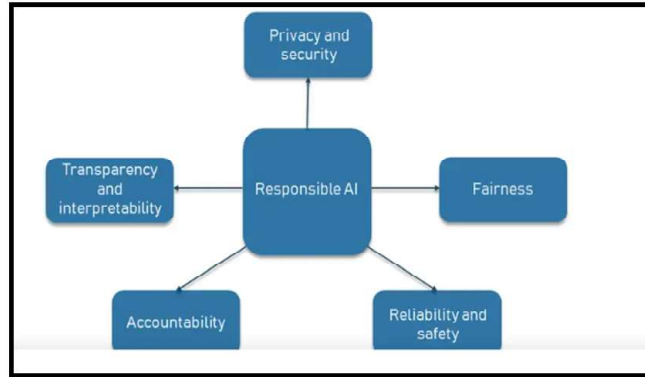 Privacy and
security
Transparency
and
interpretability
Responsible AI
Fairness
Accountability
Reliability and
safety